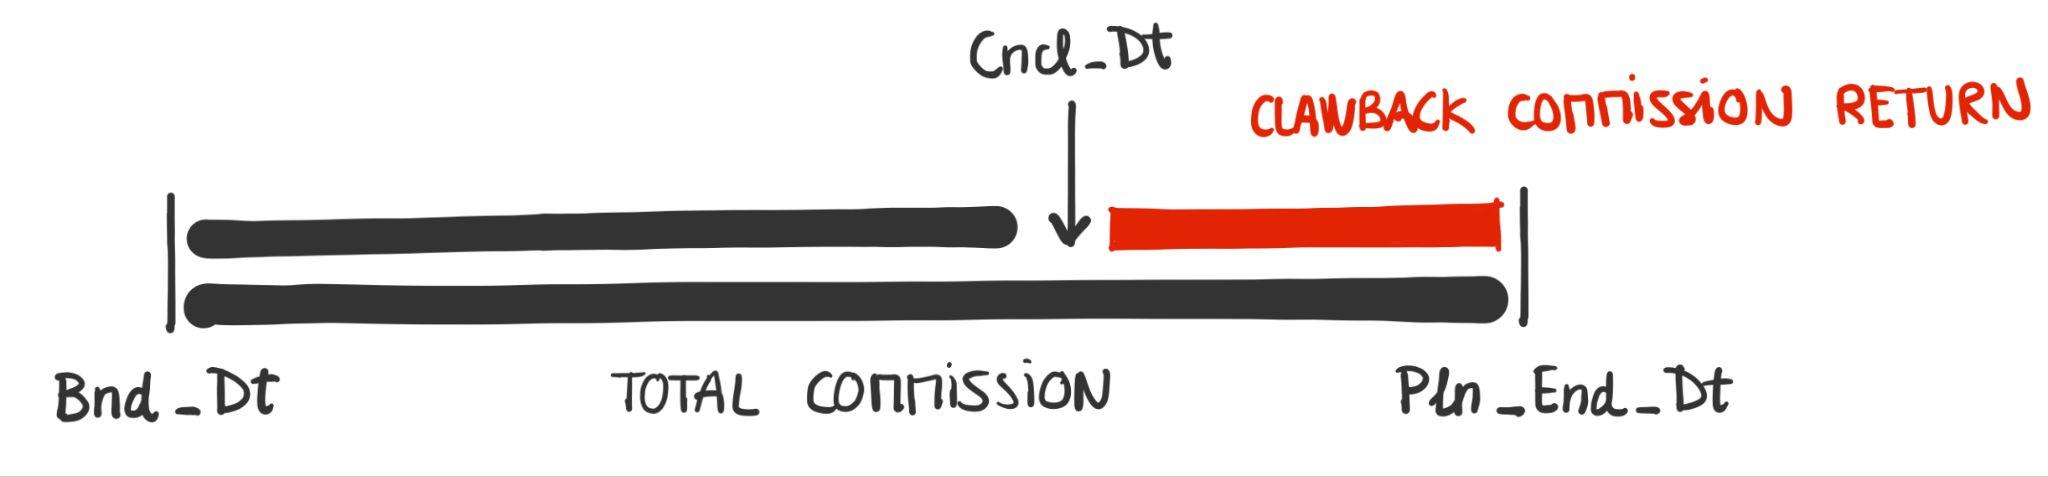 Cncl_Dt
CLAWBACK COMMISSION RETURN
Bnd_Dt
TOTAL COMMISSION
Pln_End_Dt